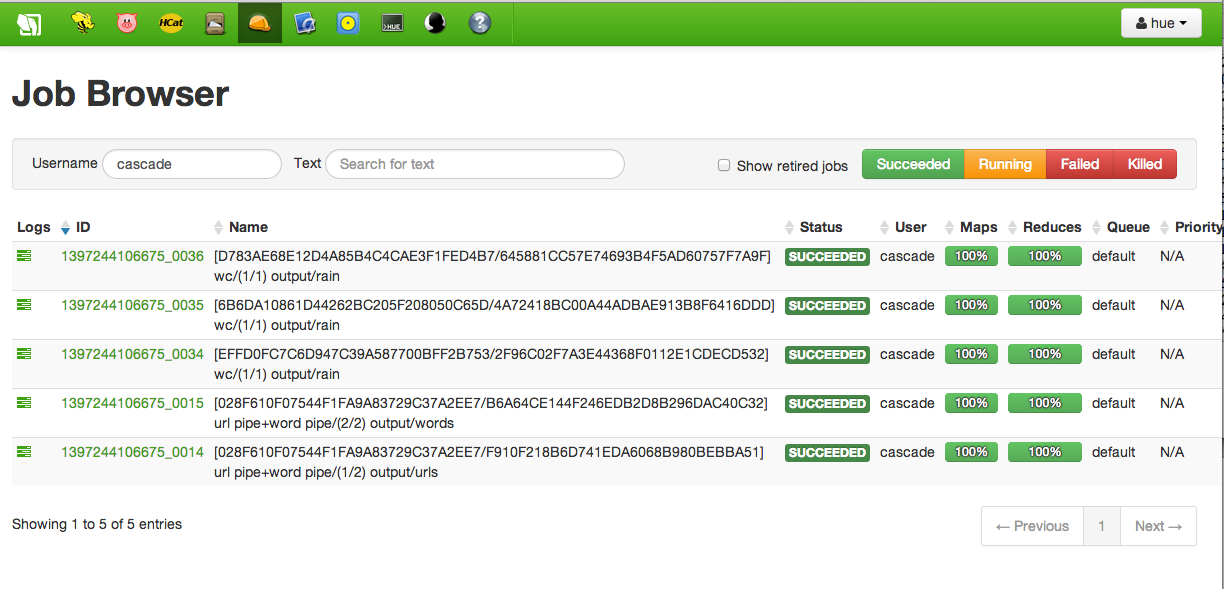 HCat
>HUE
hue
Job Browser
Username cascade Text Search for text Show retired jobs Succeeded Running Failed Killed
Logs ID Name Status User Maps Reduces Queue Priority
1397244106675_0036 [D783AE68E12D4A85B4C4CAE3F1FED4B7/645881CC57E74693B4F5AD60757F7A9F] SUCCEEDED cascade 100% 100% default N/A
wc/(1/1) output/rain
1397244106675_0035 [6B6DA10861D44262BC205F208050C65D/4A72418BC00A44ADBAE913B8F6416DDD] SUCCEEDED cascade 100% 100% default N/A
wc/(1/1) output/rain
1397244106675_0034 [EFFD0FC7C6D947C39A587700BFF2B753/2F96C02F7A3E44368F0112E1CDECD532] SUCCEEDED cascade 100% 100% default N/A
wc/(1/1) output/rain
1397244106675_0015 [028F610F07544F1FA9A83729C37A2EE7/B6A64CE144F246EDB2D8B296DAC40C32] SUCCEEDED cascade 100% 100% default N/A
url pipe+word pipe/(2/2) output/words
1397244106675_0014 [028F610F07544F1FA9A83729C37A2EE7/F910F218B6D741EDA6068B980BEBBA51] SUCCEEDED cascade 100% 100% default N/A
url pipe+word pipe/(1/2) output/urls
Showing 1 to 5 of 5 entries ← Previous 1 Next →